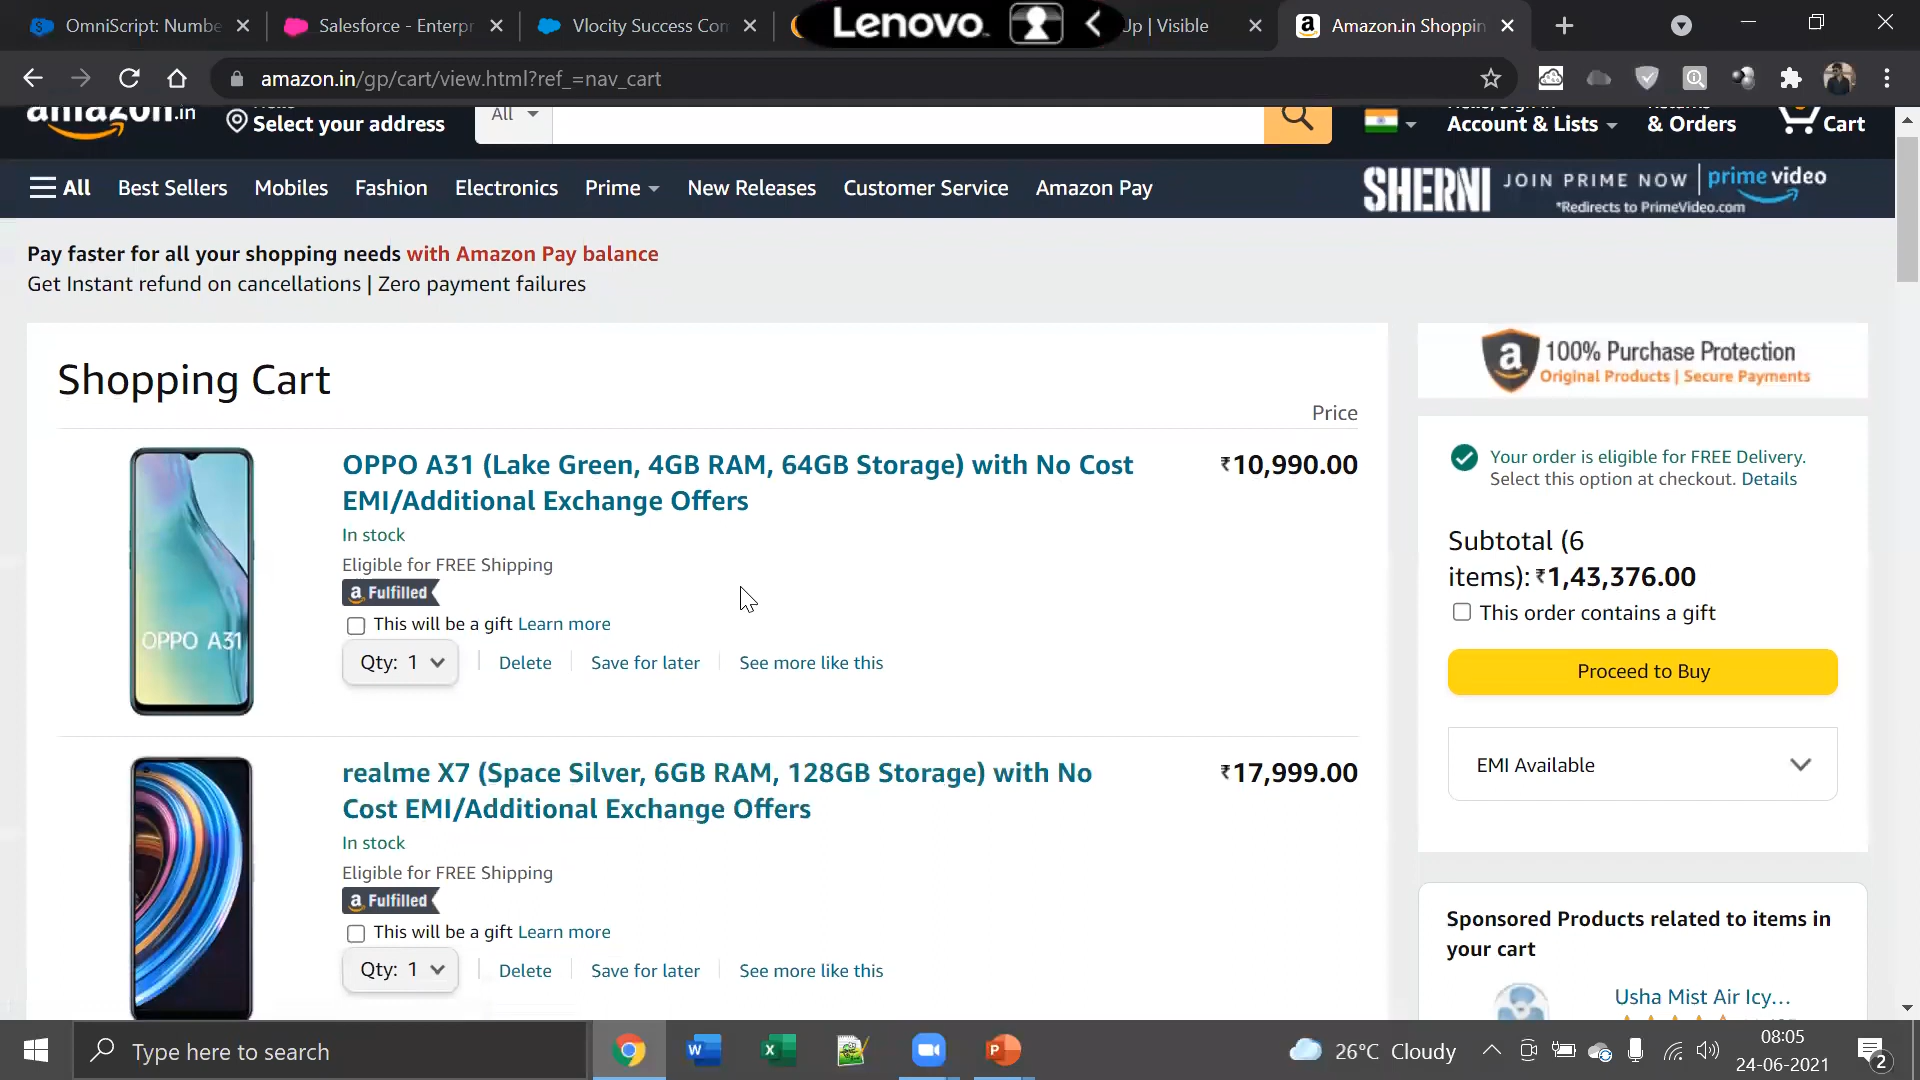 OmniScript: Numbe
Salesforce - Enterpr
Vlocity Success Con
Lenovo
Up | Visible
Amazon.in Shoppin
amazon.in/gp/cart/view.html?ref_=nav_cart
amazon.in
Select your address
All
Account & Lists
& Orders
Cart
All
Best Sellers
Mobiles
Fashion
Electronics
Prime
New Releases
Customer Service
Amazon Pay
SHERNI
JOIN PRIME NOW
prime video
*Redirects to PrimeVideo.com
Pay faster for all your shopping needs with Amazon Pay balance
Get Instant refund on cancellations | Zero payment failures
Shopping Cart
Price
OPPO A31 (Lake Green, 4GB RAM, 64GB Storage) with No Cost
EMI/Additional Exchange Offers
₹10,990.00
In stock
Eligible for FREE Shipping
a Fulfilled
This will be a gift Learn more
Qty: 1
Delete
Save for later
See more like this
OPPO A31
realme X7 (Space Silver, 6GB RAM, 128GB Storage) with No
Cost EMI/Additional Exchange Offers
₹17,999.00
In stock
Eligible for FREE Shipping
a Fulfilled
This will be a gift Learn more
Qty: 1
Delete
Save for later
See more like this
a
100% Purchase Protection
Original Products | Secure Payments
Your order is eligible for FREE Delivery.
Select this option at checkout. Details
Subtotal (6
items): ₹1,43,376.00
This order contains a gift
Proceed to Buy
EMI Available
Sponsored Products related to items in
your cart
Usha Mist Air Icy...
Type here to search
26°C Cloudy
08:05
24-06-2021
2